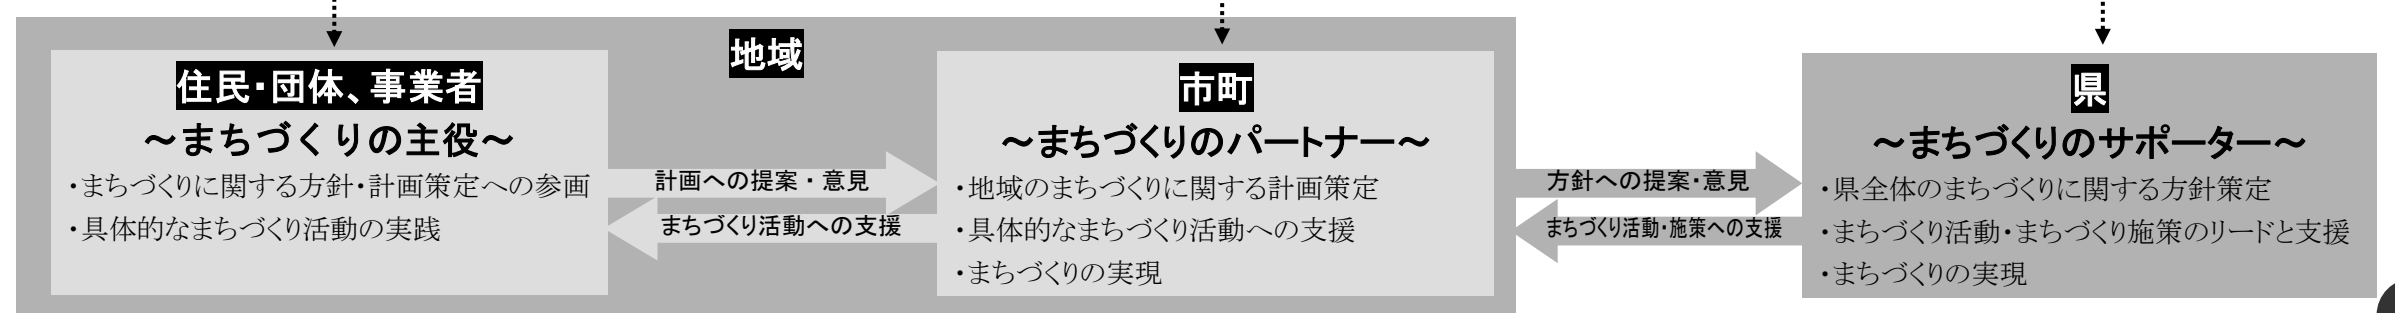 地域
住民・団体、事業者
～まちづくりの主役～
・まちづくりに関する方針・計画策定への参画
・具体的なまちづくり活動の実践
計画への提案・意見
まちづくり活動への支援
市町
～まちづくりのパートナー～
・地域のまちづくりに関する計画策定
・具体的なまちづくり活動への支援
・まちづくりの実現
方針への提案・意見
まちづくり活動・施策への支援
県
～まちづくりのサポーター～
・県全体のまちづくりに関する方針策定
・まちづくり活動・まちづくり施策のリードと支援
・まちづくりの実現